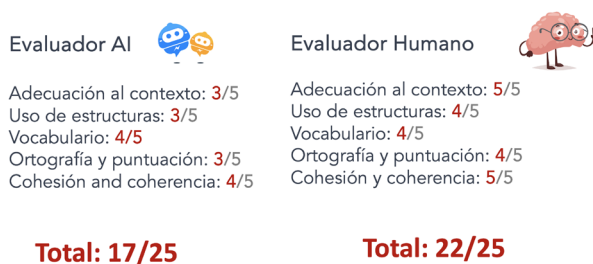 Evaluador AI
Adecuación al contexto: 3/5
Uso de estructuras: 3/5
Vocabulario: 4/5
Ortografía y puntuación: 3/5
Cohesión and coherencia: 4/5
Total: 17/25
Evaluador Humano
Adecuación al contexto: 5/5
Uso de estructuras: 4/5
Vocabulario: 4/5
Ortografía y puntuación: 4/5
Cohesión y coherencia: 5/5
Total: 22/25